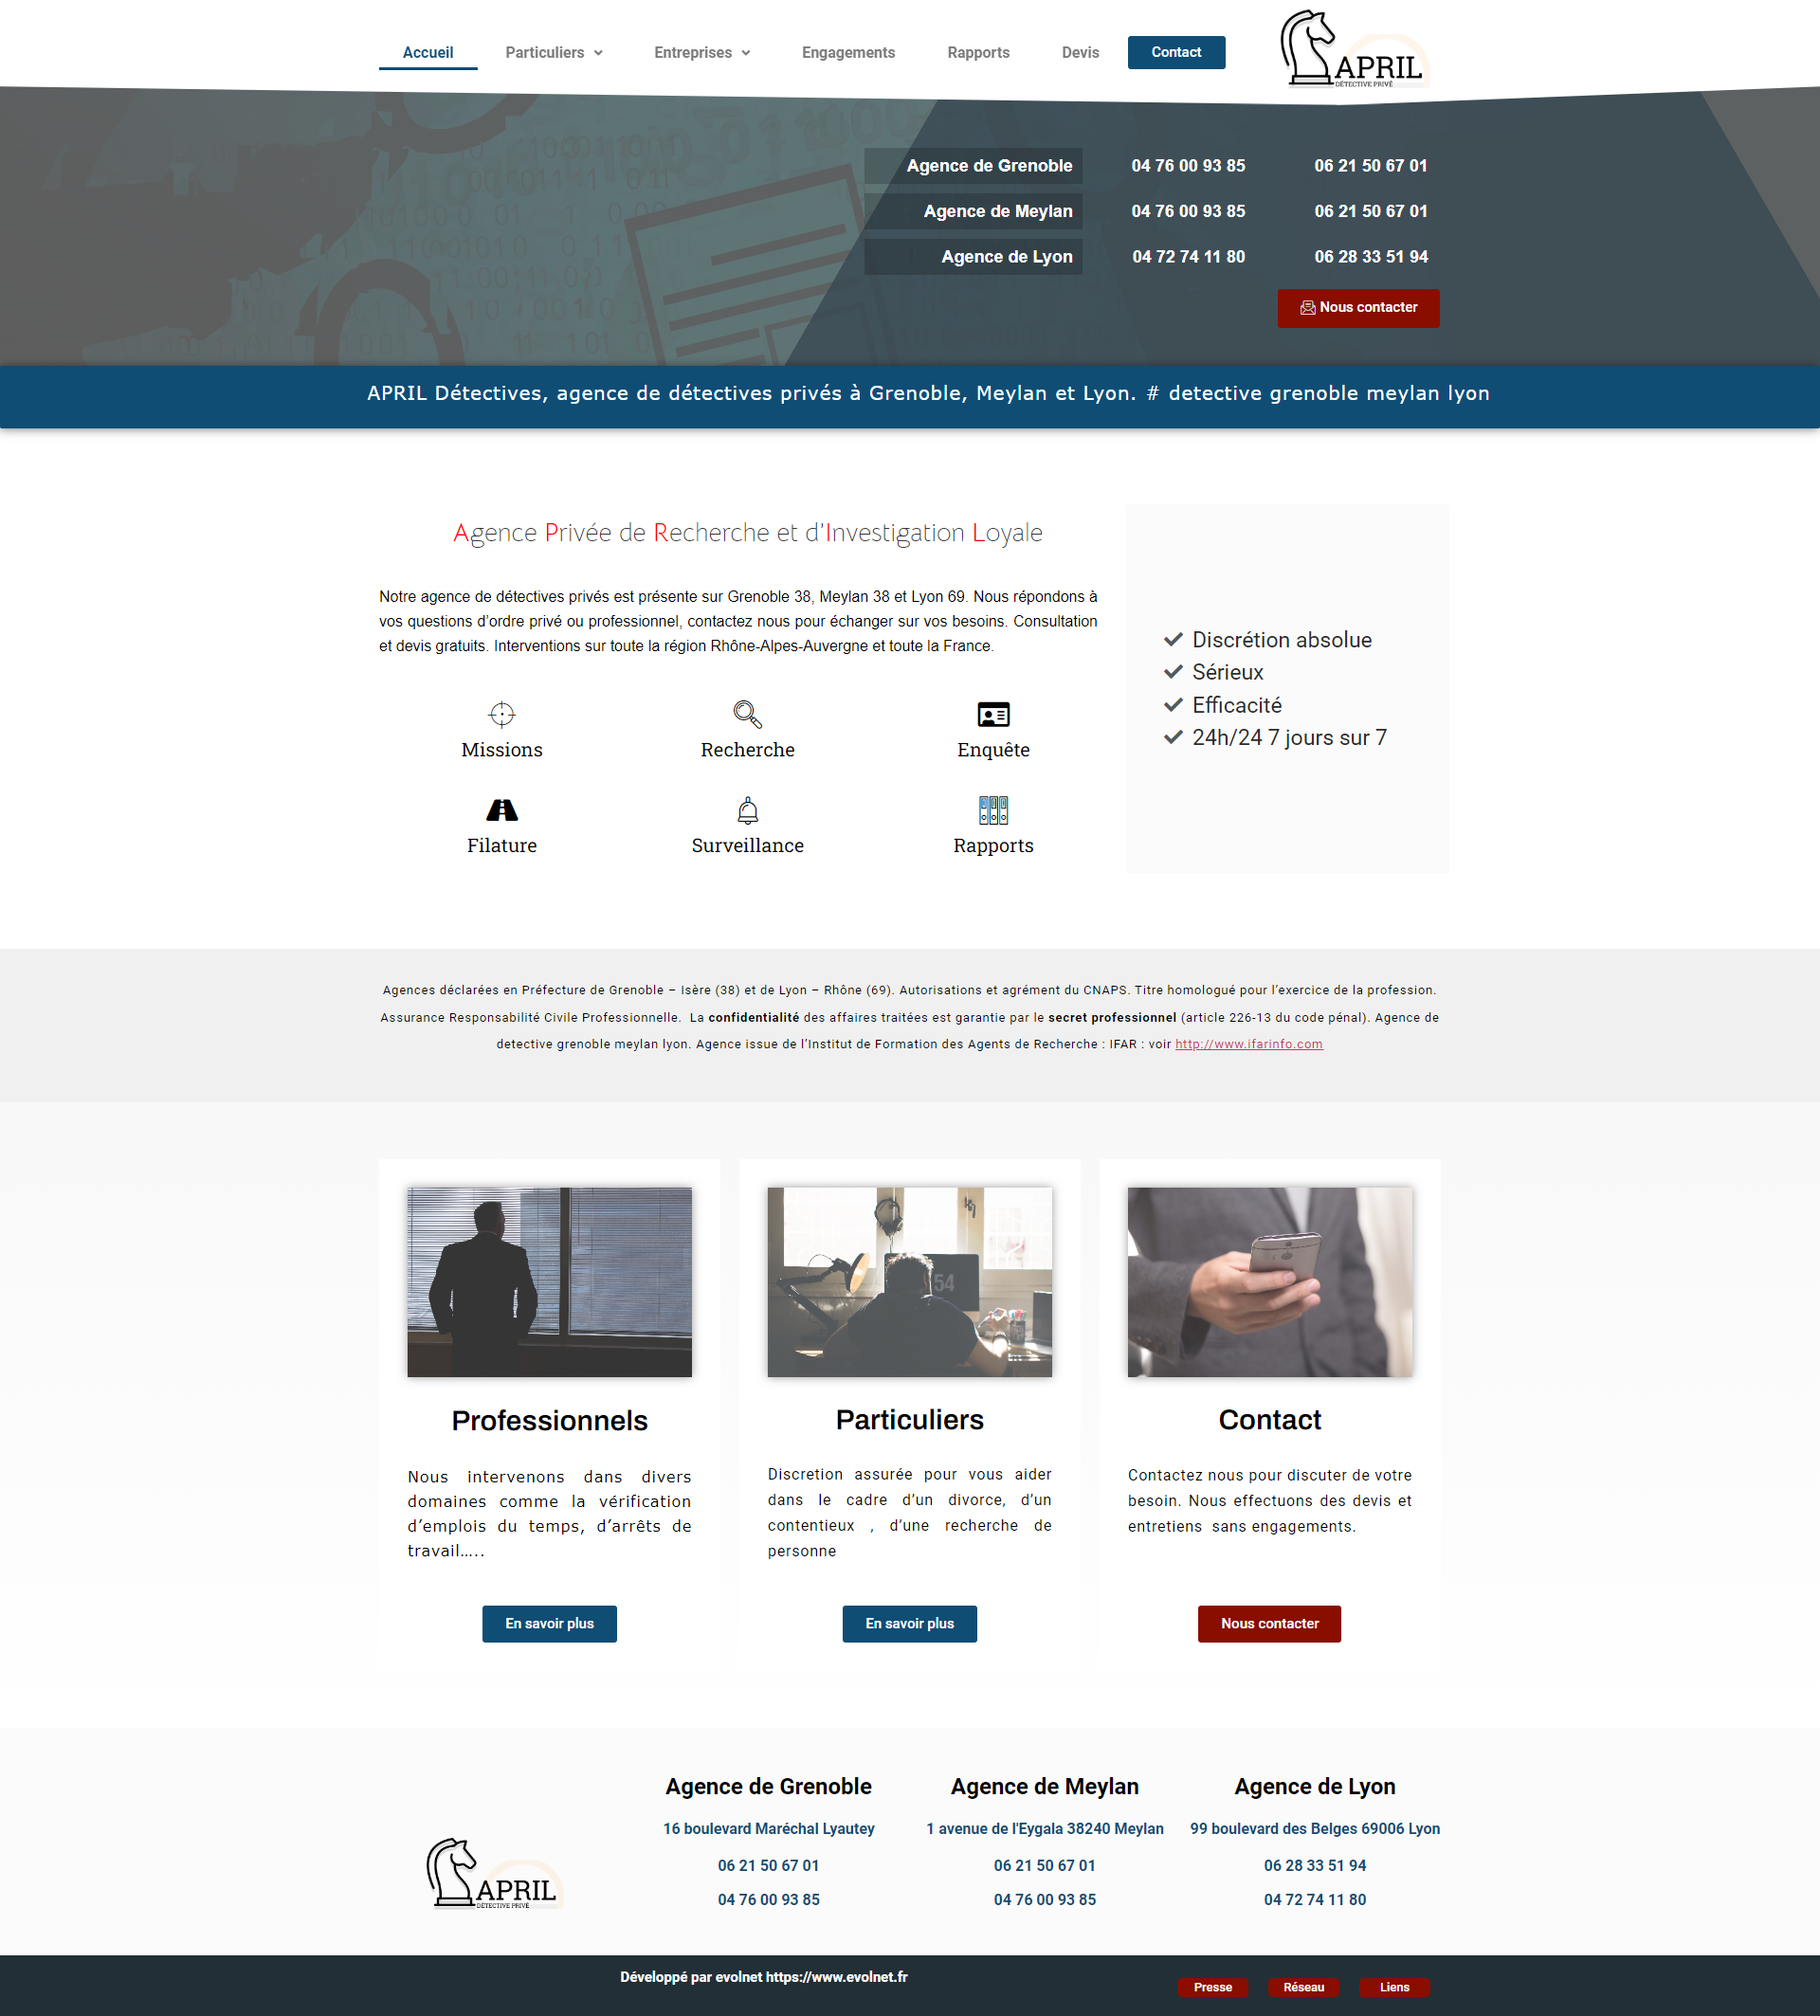 Accueil Particuliers Entreprises Engagements Rapports Devis Contact
APRIL
DÉTECTIVE PRIVÉ
Agence de Grenoble 04 76 00 93 85 06 21 50 67 01
Agence de Meylan 04 76 00 93 85 06 21 50 67 01
Agence de Lyon 04 72 74 11 80 06 28 33 51 94
Nous contacter
APRIL Détectives, agence de détectives privés à Grenoble, Meylan et Lyon. # detective grenoble meylan lyon
Agence Privée de Recherche et d'Investigation Loyale
Notre agence de détectives privés est présente sur Grenoble 38, Meylan 38 et Lyon 69. Nous répondons à
vos questions d'ordre privé ou professionnel, contactez nous pour échanger sur vos besoins. Consultation
et devis gratuits. Interventions sur toute la région Rhône-Alpes-Auvergne et toute la France.
Missions Recherche Enquête
Filature Surveillance Rapports
Discrétion absolue
Sérieux
Efficacité
24h/24 7 jours sur 7
Agences déclarées en Préfecture de Grenoble – Isère (38) et de Lyon – Rhône (69). Autorisations et agrément du CNAPS. Titre homologué pour l'exercice de la profession.
Assurance Responsabilité Civile Professionnelle. La confidentialité des affaires traitées est garantie par le secret professionnel (article 226-13 du code pénal). Agence de
detective grenoble meylan lyon. Agence issue de l'Institut de Formation des Agents de Recherche : IFAR : voir http://www.ifarinfo.com
54
Professionnels
Nous intervenons dans divers
domaines comme la vérification
d'emplois du temps, d'arrêts de
travail…..
En savoir plus
Particuliers
Discretion assurée pour vous aider
dans le cadre d'un divorce, d'un
contentieux , d'une recherche de
personne
En savoir plus
Contact
Contactez nous pour discuter de votre
besoin. Nous effectuons des devis et
entretiens sans engagements.
Nous contacter
APRIL
DÉTECTIVE PRIVÉ
Agence de Grenoble
16 boulevard Maréchal Lyautey
06 21 50 67 01
04 76 00 93 85
Agence de Meylan
1 avenue de l'Eygala 38240 Meylan
06 21 50 67 01
04 76 00 93 85
Agence de Lyon
99 boulevard des Belges 69006 Lyon
06 28 33 51 94
04 72 74 11 80
Développé par evolnet https://www.evolnet.fr
Presse Réseau Liens